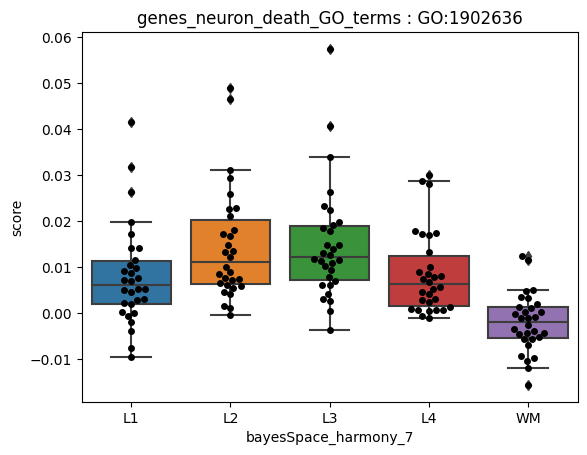 genes_neuron_death_GO_terms : GO:1902636
0.06
0.05
0.04
0.03
0.02
0.01
0.00
−0.01
score
L1 L2 L3 L4 WM
bayesSpace_harmony_7